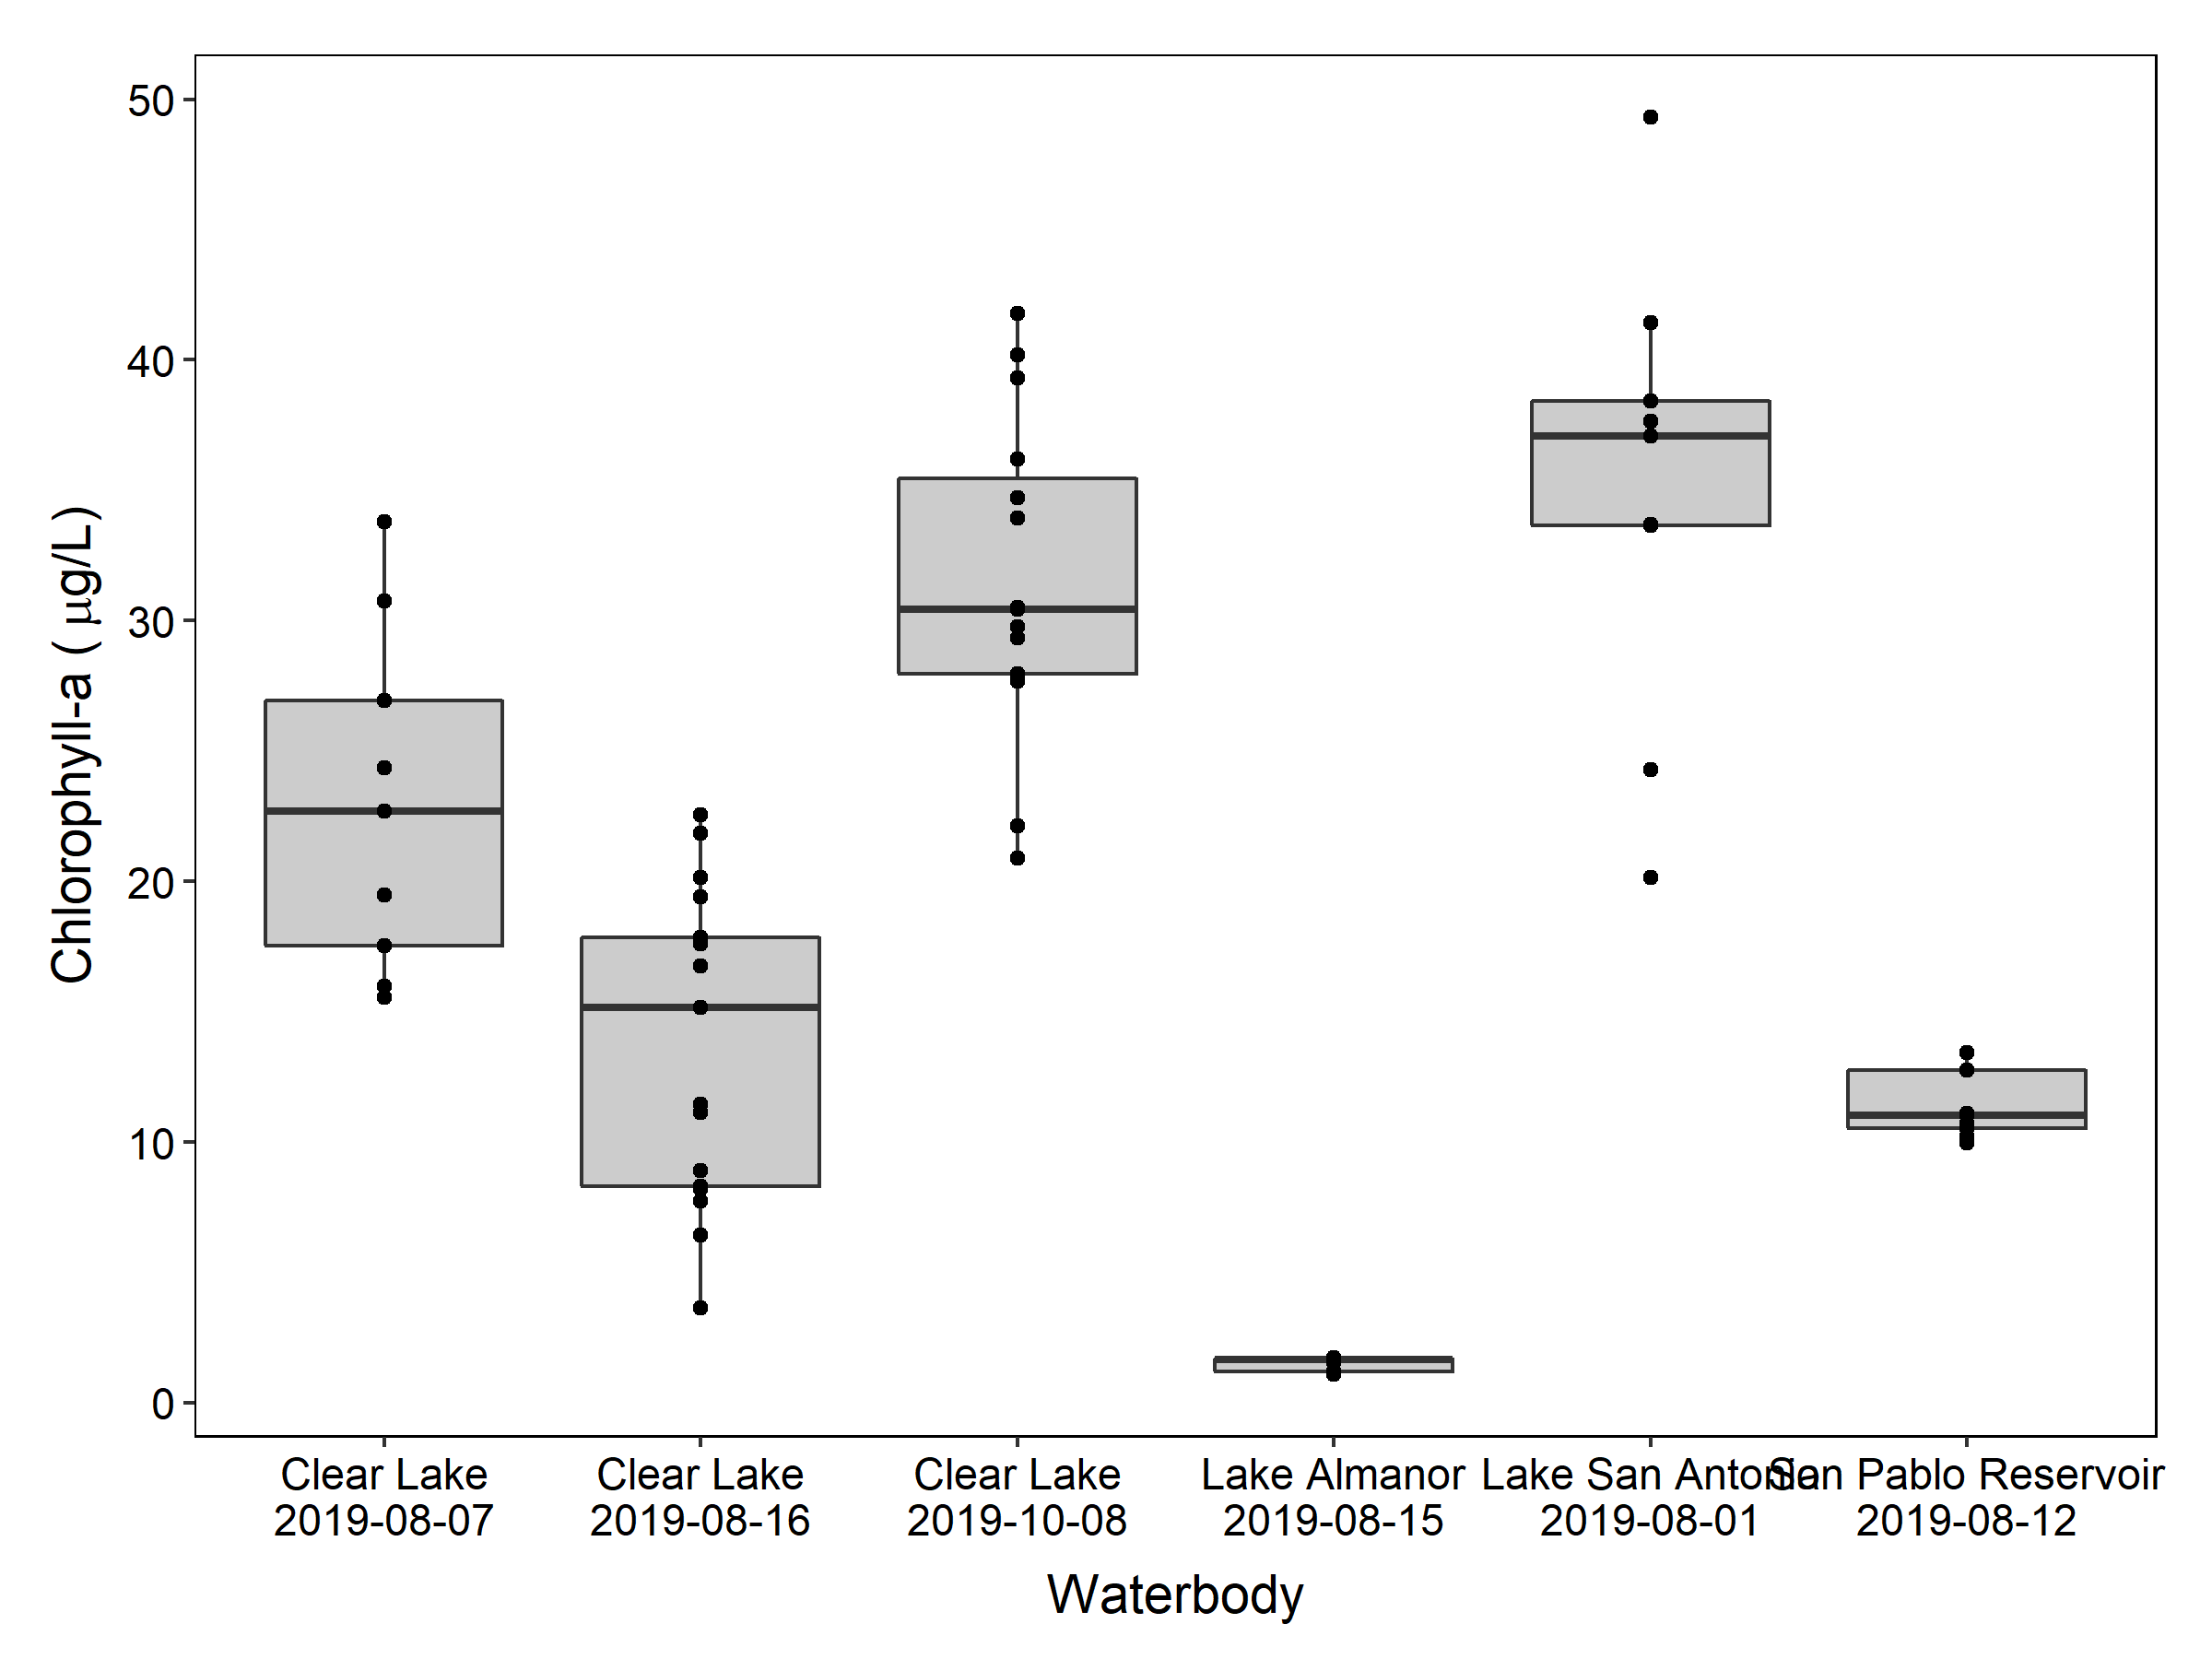 50
40
30
20
10
0
Chlorophyll-a ( μg/L)
Clear Lake
2019-08-07
Clear Lake
2019-08-16
Clear Lake
2019-10-08
Lake Almanor
2019-08-15
Lake San Antonio
2019-08-01
San Pablo Reservoir
2019-08-12
Waterbody